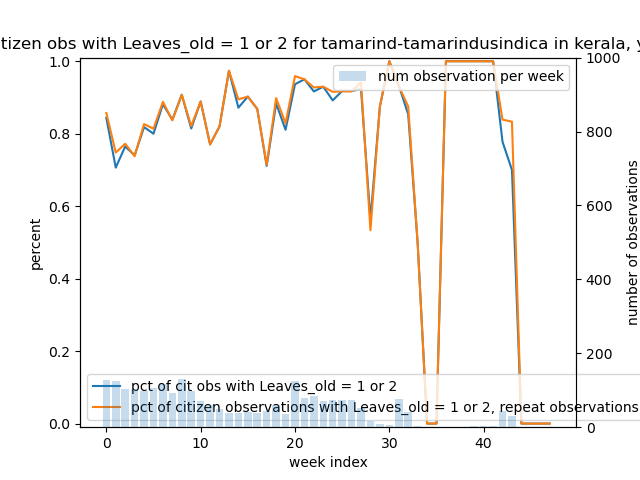 tizen obs with Leaves_old = 1 or 2 for tamarind-tamarindusindica in kerala, y
num observation per week
1.0
0.8
0.6
0.4
0.2
0.0
percent
1000
800
600
400
200
0
number of observations
pct of cit obs with Leaves_old = 1 or 2
pct of citizen observations with Leaves_old = 1 or 2, repeat observations
0 10 20 30 40
week index